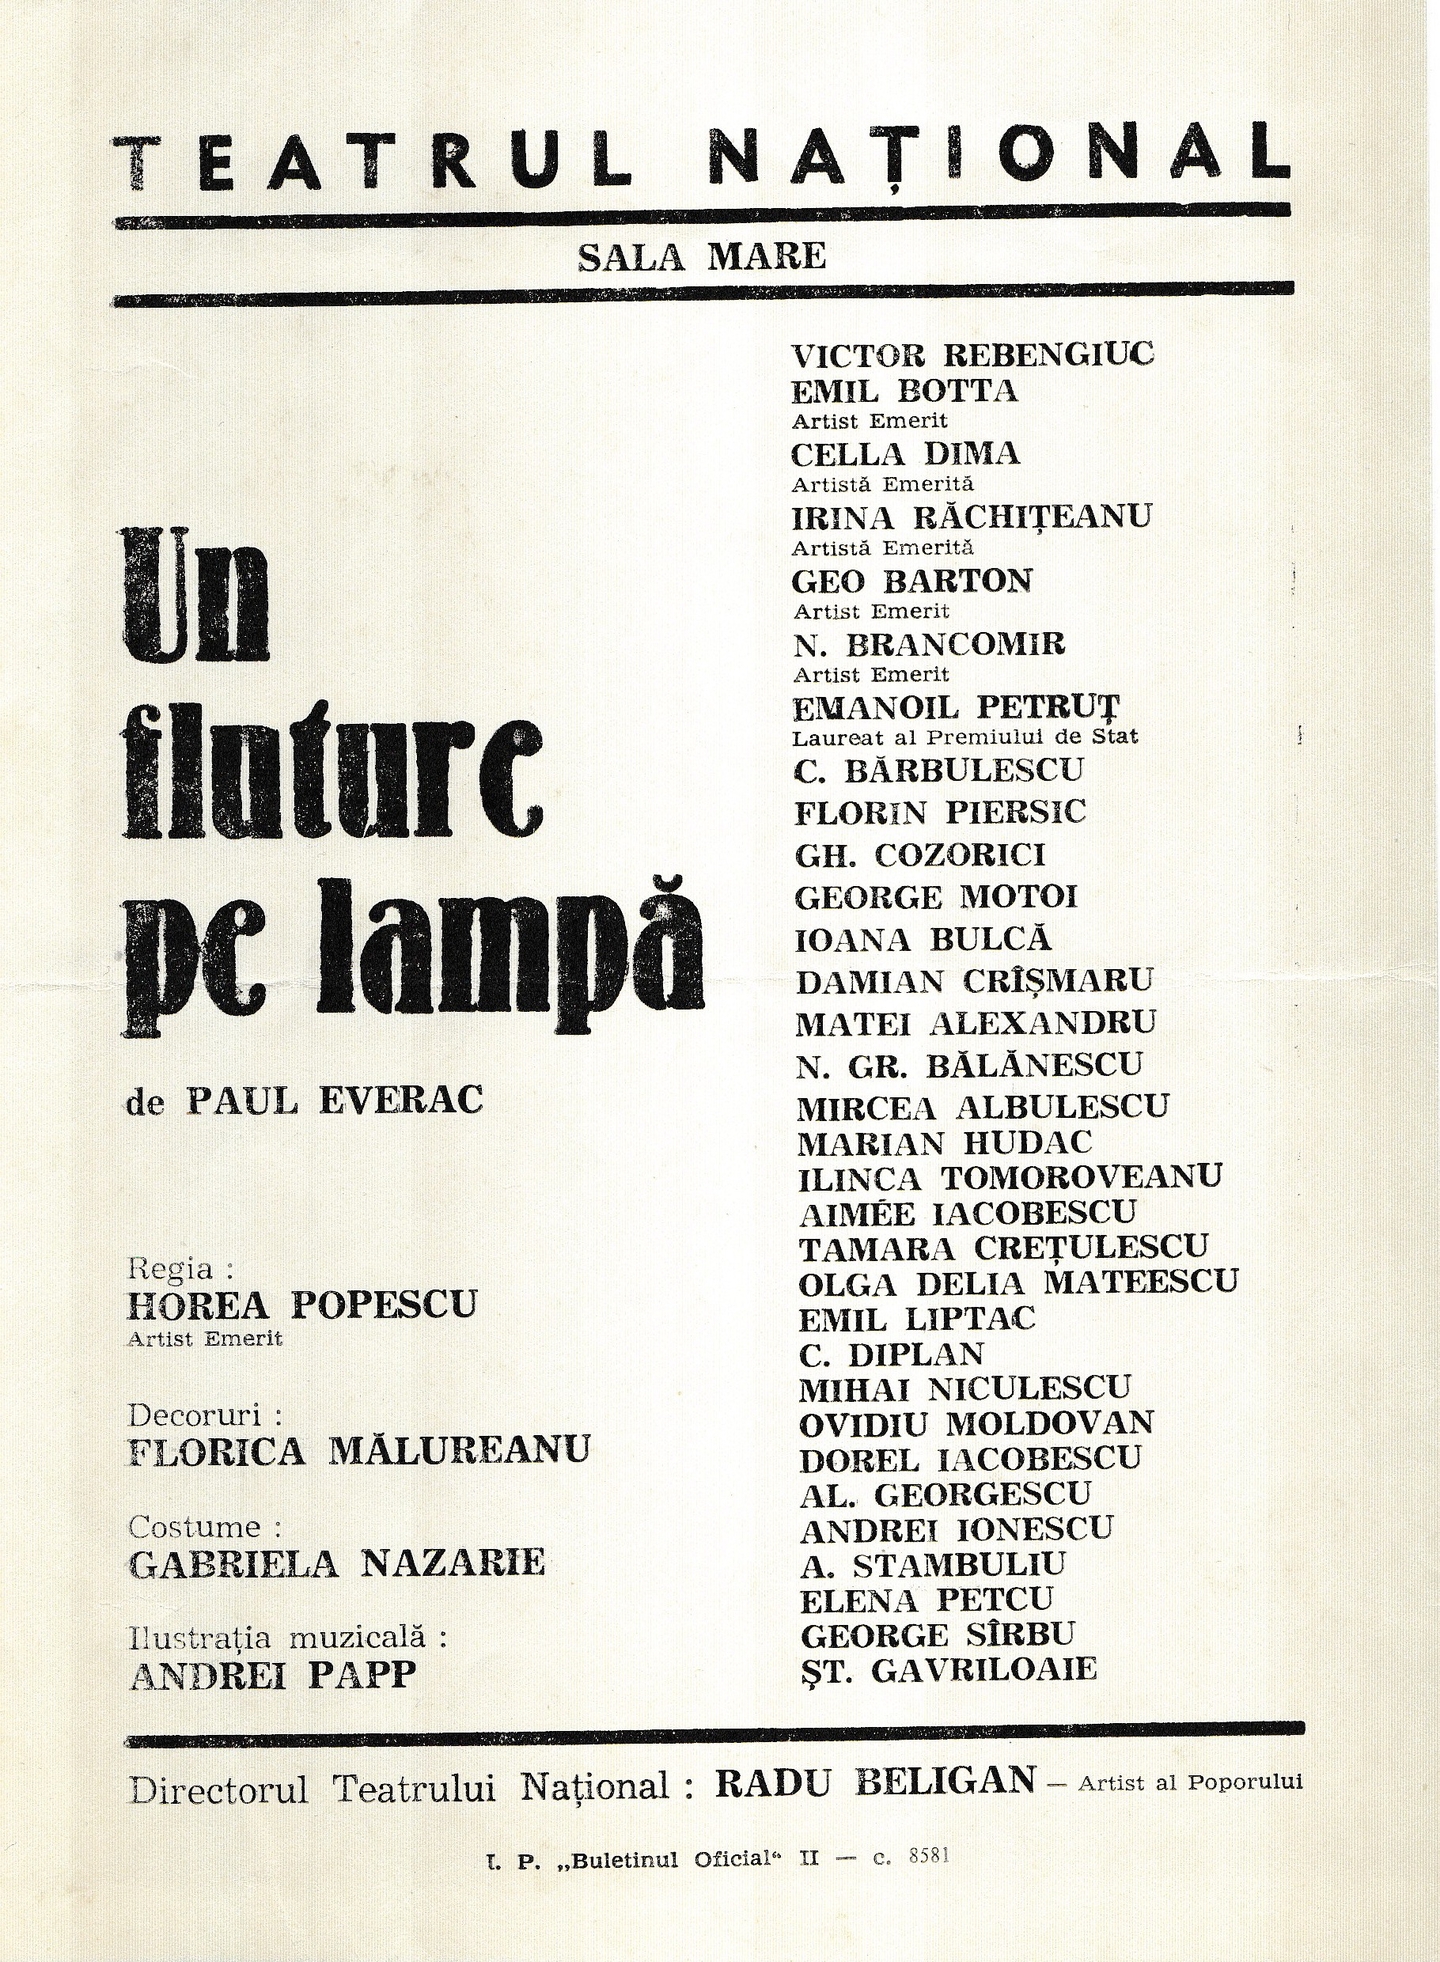 TEATRUL NAȚIONAL
SALA MARE
Un
fluture
pe lampă
de PAUL EVERAC
Regia :
HOREA POPESCU
Artist Emerit
Decoruri :
FLORICA MĂLUREANU
Costume :
GABRIELA NAZARIE
Ilustrația muzicală :
ANDREI PAPP
VICTOR REBENGIUC
EMIL BOTTA
Artist Emerit
CELLA DIMA
Artistă Emerită
IRINA RĂCHIȚEANU
Artistă Emerită
GEO BARTON
Artist Emerit
N. BRANCOMIR
Artist Emerit
EMANOIL PETRUȚ
Laureat al Premiului de Stat
C. BĂRBULESCU
FLORIN PIERSIC
GH. COZORICI
GEORGE MOTOI
IOANA BULCĂ
DAMIAN CRÎȘMARU
MATEI ALEXANDRU
N. GR. BĂLĂNESCU
MIRCEA ALBULESCU
MARIAN HUDAC
ILINCA TOMOROVEANU
AIMÉE IACOBESCU
TAMARA CREȚULESCU
OLGA DELIA MATEESCU
EMIL LIPTAC
C. DIPLAN
MIHAI NICULESCU
OVIDIU MOLDOVAN
DOREL IACOBESCU
AL. GEORGESCU
ANDREI IONESCU
A. STAMBULIU
ELENA PETCU
GEORGE SÎRBU
ȘT. GAVRILOAIE
Directorul Teatrului Național : RADU BELIGAN — Artist al Poporului
I. P. „Buletinul Oficial“ II — c. 8581